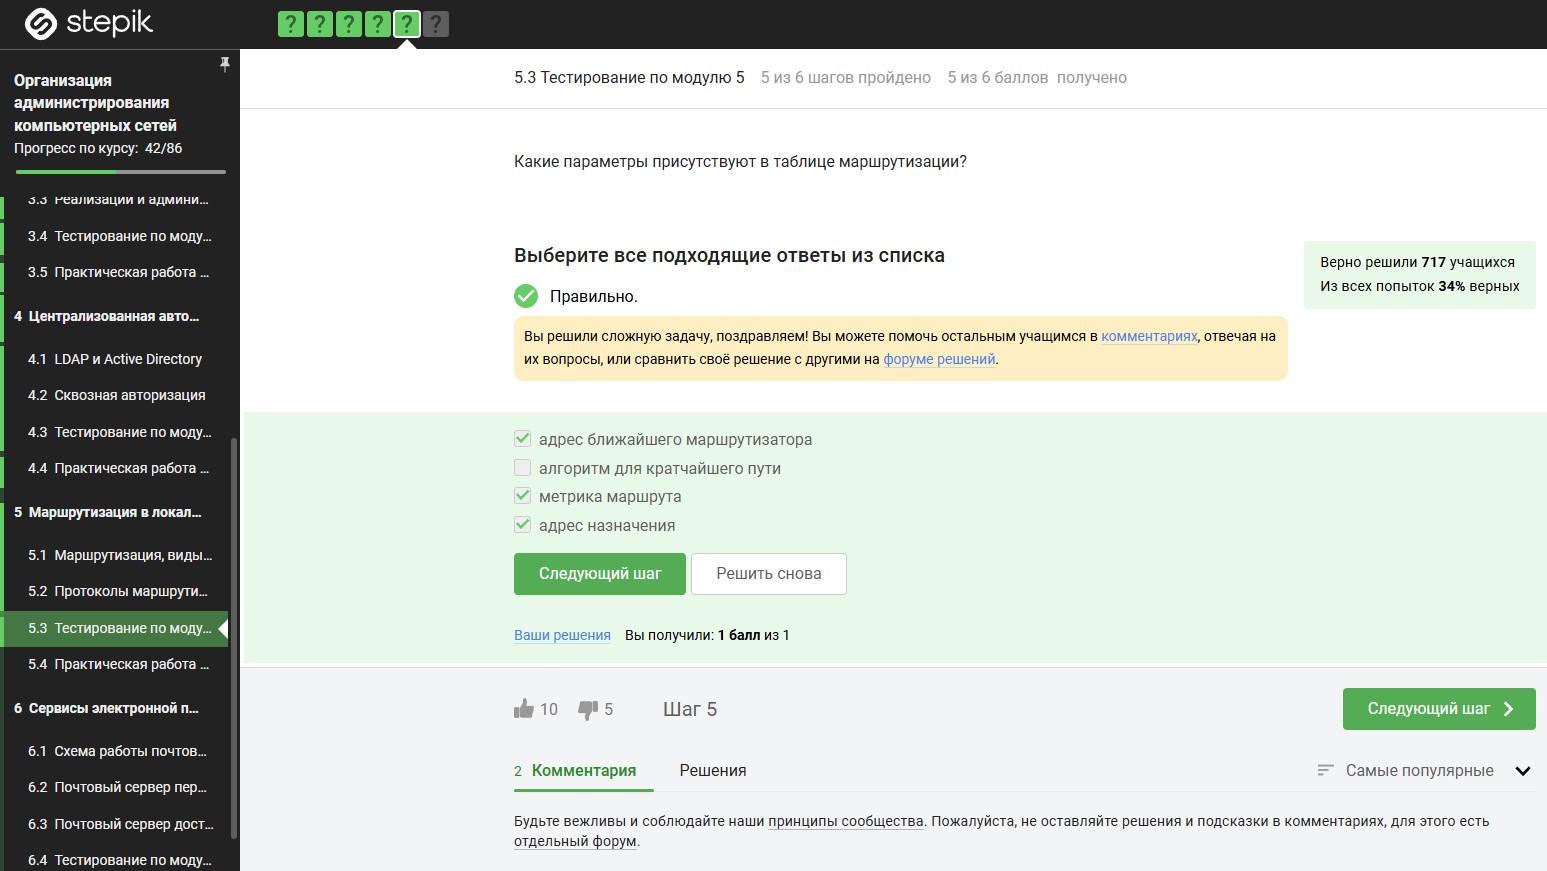 stepik
? ? ? ? ? ?
Организация
администрирования
компьютерных сетей
Прогресс по курсу: 42/86
3.3 Реализации и админи...
3.4 Тестирование по моду...
3.5 Практическая работа ...
4 Централизованная авто...
4.1 LDAP и Active Directory
4.2 Сквозная авторизация
4.3 Тестирование по моду...
4.4 Практическая работа ...
5 Маршрутизация в локал...
5.1 Маршрутизация, виды...
5.2 Протоколы маршрути...
5.3 Тестирование по моду...
5.4 Практическая работа ...
6 Сервисы электронной п...
6.1 Схема работы почтов...
6.2 Почтовый сервер пер...
6.3 Почтовый сервер дост...
6.4 Тестирование по моду...
5.3 Тестирование по модулю 5 5 из 6 шагов пройдено 5 из 6 баллов получено
Какие параметры присутствуют в таблице маршрутизации?
Выберите все подходящие ответы из списка
Верно решили 717 учащихся
Из всех попыток 34% верных
Правильно.
Вы решили сложную задачу, поздравляем! Вы можете помочь остальным учащимся в комментариях, отвечая на
их вопросы, или сравнить своё решение с другими на форуме решений.
адрес ближайшего маршрутизатора
алгоритм для кратчайшего пути
метрика маршрута
адрес назначения
Следующий шаг Решить снова
Ваши решения Вы получили: 1 балл из 1
10 5 Шаг 5 Следующий шаг
2 Комментария Решения Самые популярные
Будьте вежливы и соблюдайте наши принципы сообщества. Пожалуйста, не оставляйте решения и подсказки в комментариях, для этого есть
отдельный форум.